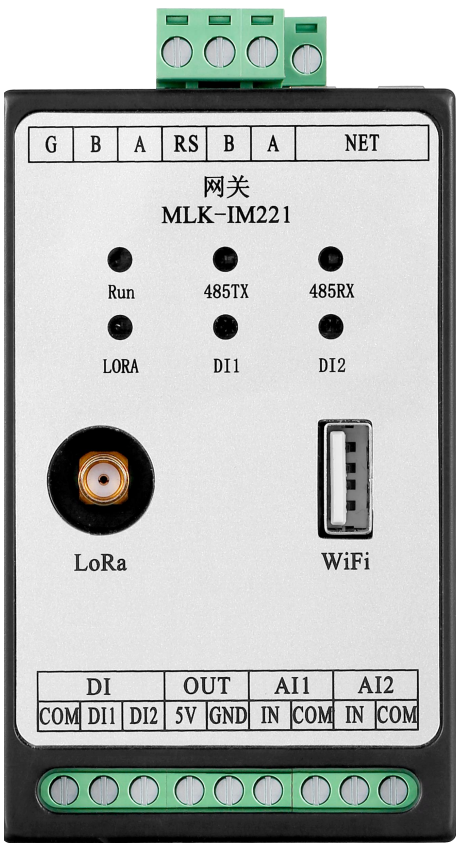 G B A RS B A NET
网关
MLK-IM221
Run 485TX 485RX
LORA DI1 DI2
LoRa WiFi
DI OUT AI1 AI2
COM DI1 DI2 5V GND IN COM IN COM